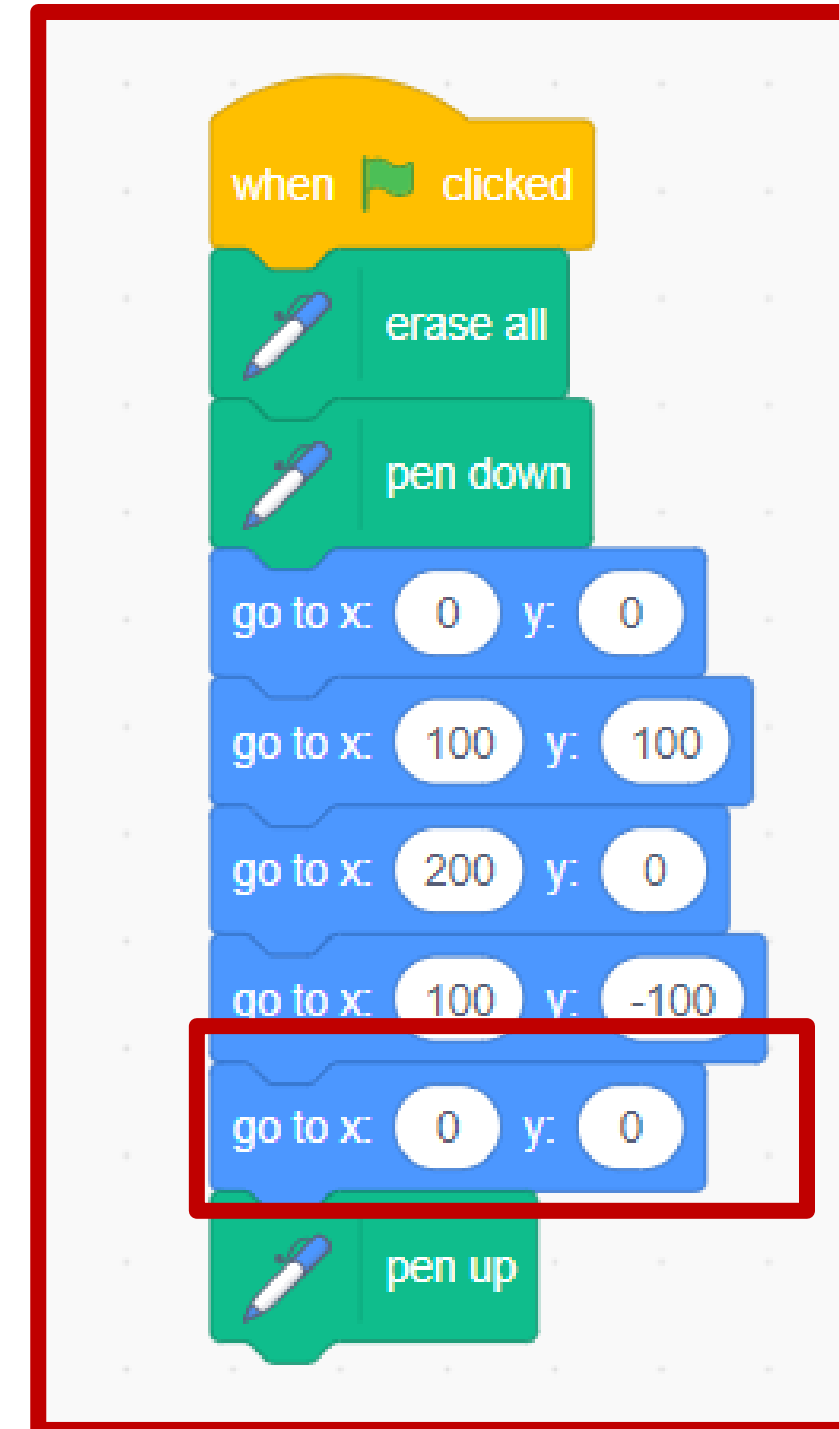 when clicked
erase all
pen down
go to x: 0 y: 0
go to x: 100 y: 100
go to x: 200 y: 0
go to x: 100 y: -100
go to x: 0 y: 0
pen up